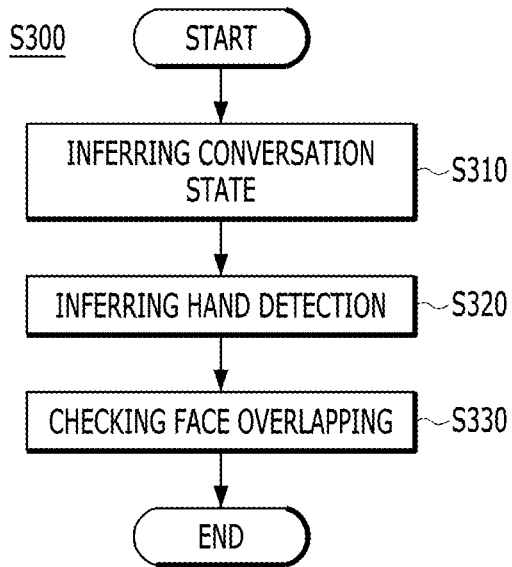 S300
START
INFERRING CONVERSATION
STATE
S310
INFERRING HAND DETECTION
S320
CHECKING FACE OVERLAPPING
S330
END